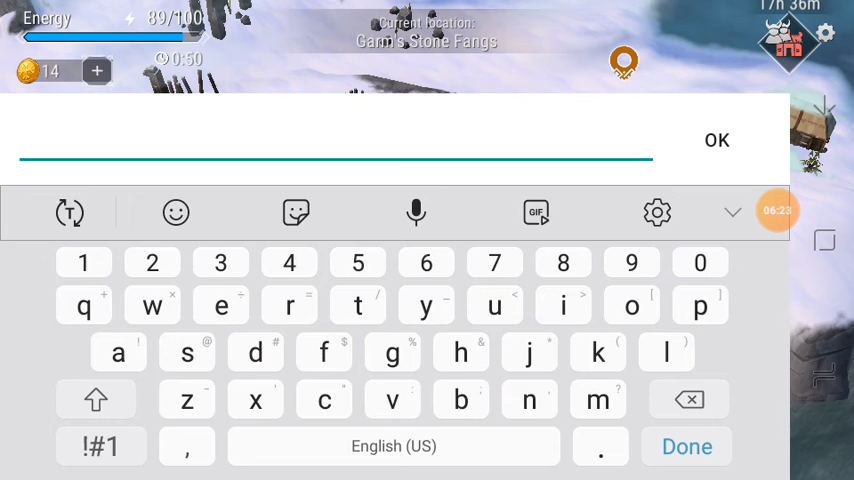 17h 36m
Energy 89/100
Current location:
Garm's Stone Fangs
14 + 0:50
OK
T GIF 06:23
1 2 3 4 5 6 7 8 9 0
q + w × e ÷ r = t / y _ u < i > o [ p ]
a ! s @ d # f $ g % h & j * k ( l )
z - x ' c " v : b ; n , m ?
!#1 , English (US) . Done